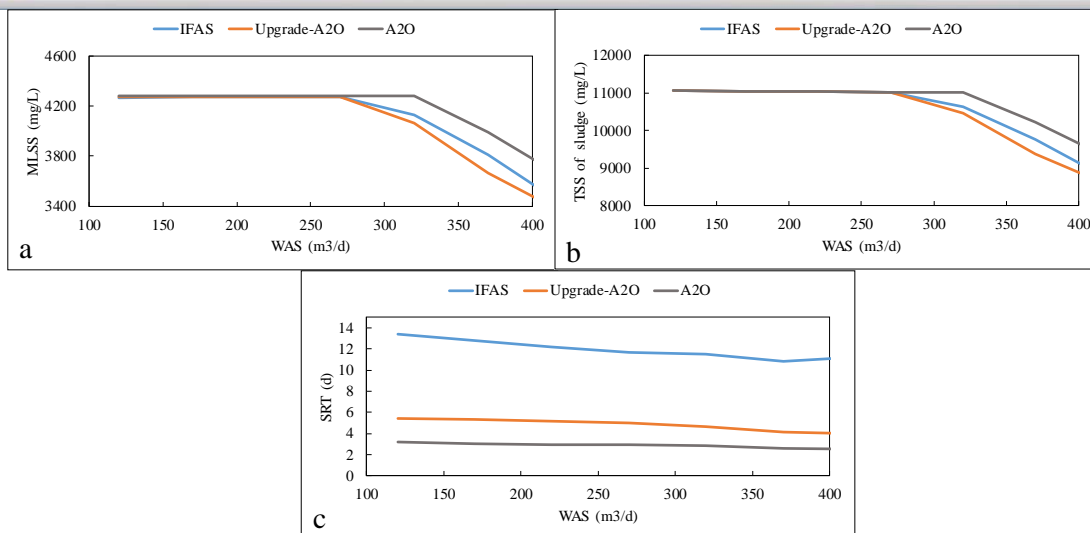 IFAS Upgrade-A2O A2O
4600
4200
3800
3400
MLSS (mg/L)
100 150 200 250 300 350 400
WAS (m3/d)
a
IFAS Upgrade-A2O A2O
12000
11000
10000
9000
8000
TSS of sludge (mg/L)
100 150 200 250 300 350 400
WAS (m3/d)
b
IFAS Upgrade-A2O A2O
14
12
10
8
6
4
2
0
SRT (d)
100 150 200 250 300 350 400
WAS (m3/d)
c